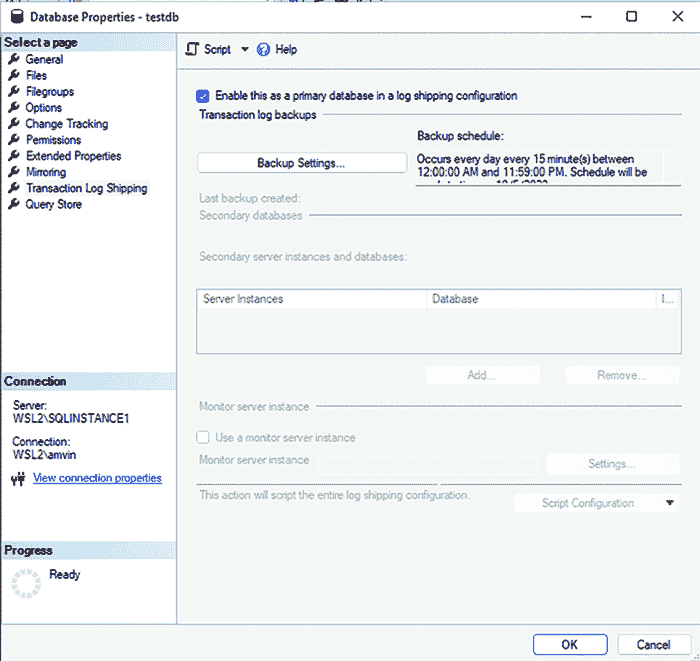 Database Properties - testdb
Select a page
General
Files
Filegroups
Options
Change Tracking
Permissions
Extended Properties
Mirroring
Transaction Log Shipping
Query Store
Connection
Server:
WSL2\SQLINSTANCE1
Connection:
WSL2\amvin
View connection properties
Progress
Ready
Script
Help
Enable this as a primary database in a log shipping configuration
Transaction log backups
Backup schedule:
Backup Settings...
Occurs every day every 15 minute(s) between
12:00:00 AM and 11:59:00 PM. Schedule will be
Last backup created:
Secondary databases
Secondary server instances and databases:
Server Instances Database I...
Add... Remove...
Monitor server instance
Use a monitor server instance
Monitor server instance
Settings...
This action will script the entire log shipping configuration.
Script Configuration
OK Cancel